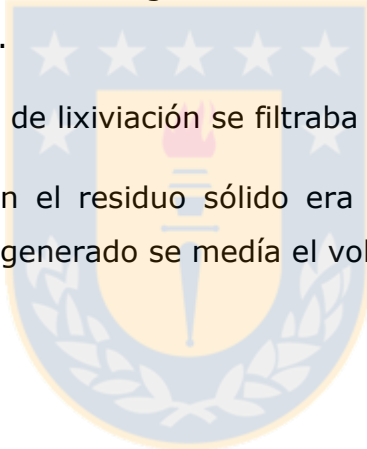 .
de lixiviación se filtraba
n el residuo sólido era
generado se medía el vol